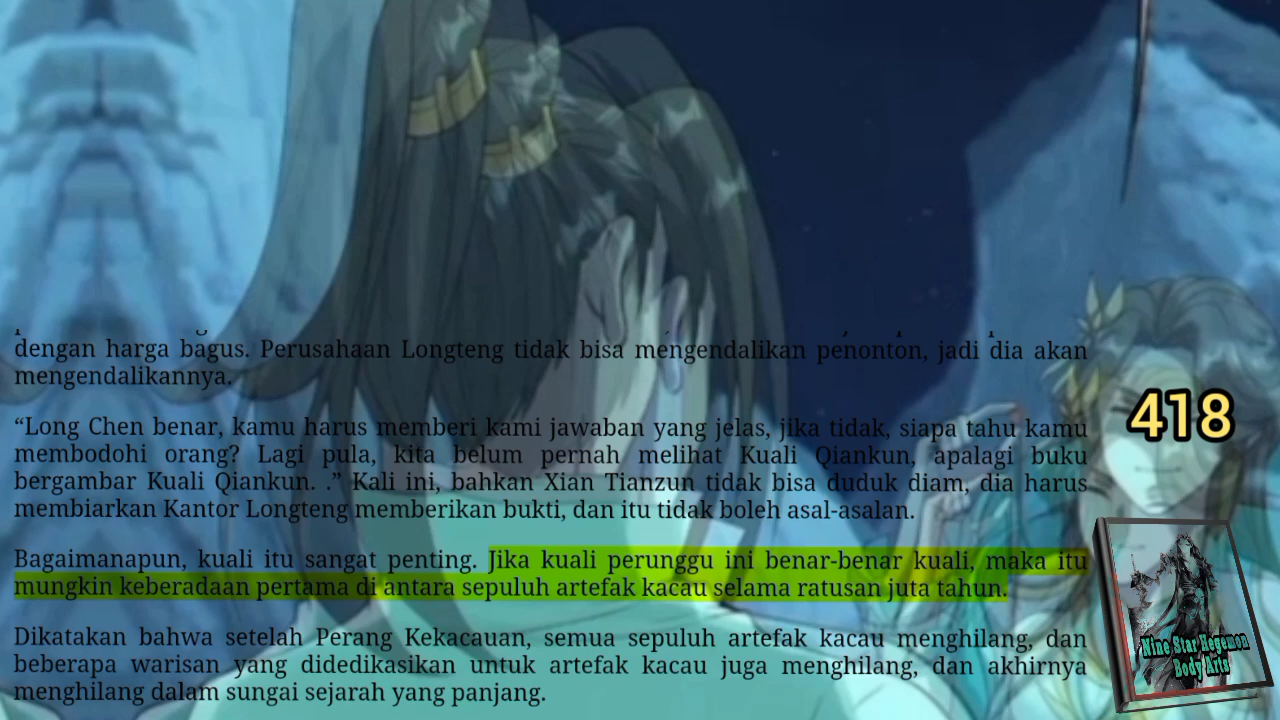 dengan harga bagus. Perusahaan Longteng tidak bisa mengendalikan penonton, jadi dia akan
mengendalikannya.
“Long Chen benar, kamu harus memberi kami jawaban yang jelas, jika tidak, siapa tahu kamu
membodohi orang? Lagi pula, kita belum pernah melihat Kuali Qiankun, apalagi buku
bergambar Kuali Qiankun. .” Kali ini, bahkan Xian Tianzun tidak bisa duduk diam, dia harus
membiarkan Kantor Longteng memberikan bukti, dan itu tidak boleh asal-asalan.
Bagaimanapun, kuali itu sangat penting. Jika kuali perunggu ini benar-benar kuali, maka itu
mungkin keberadaan pertama di antara sepuluh artefak kacau selama ratusan juta tahun.
Dikatakan bahwa setelah Perang Kekacauan, semua sepuluh artefak kacau menghilang, dan
beberapa warisan yang didedikasikan untuk artefak kacau juga menghilang, dan akhirnya
menghilang dalam sungai sejarah yang panjang.
418
Nine Star Hegemon
Body Arts